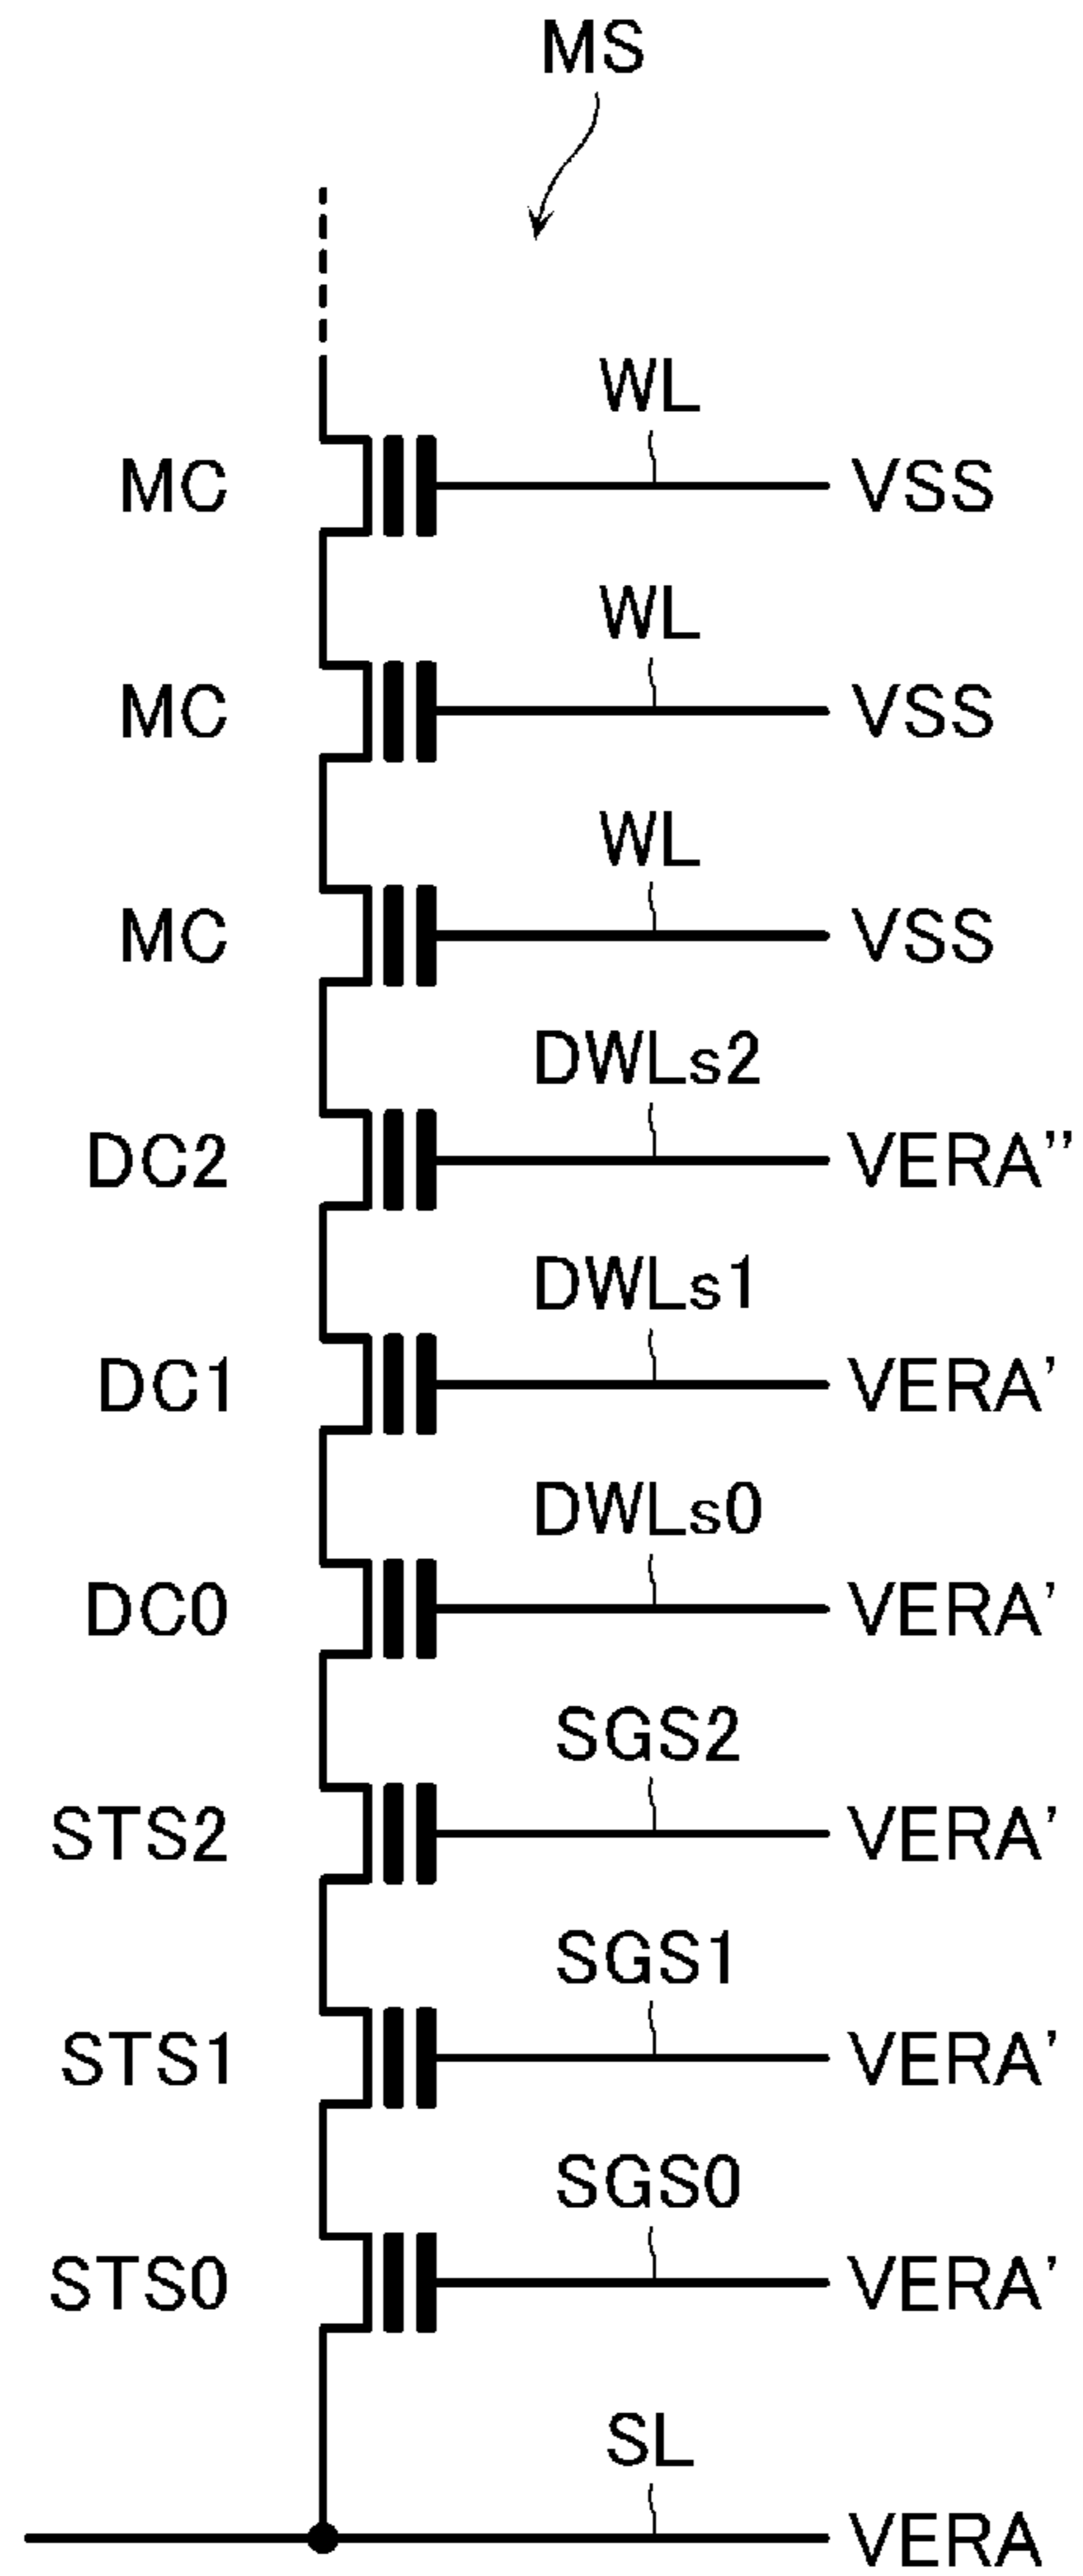 MS
WL
MC VSS
WL
MC VSS
WL
MC VSS
DWLs2
DC2 VERA''
DWLs1
DC1 VERA'
DWLs0
DC0 VERA'
SGS2
STS2 VERA'
SGS1
STS1 VERA'
SGS0
STS0 VERA'
SL
VERA